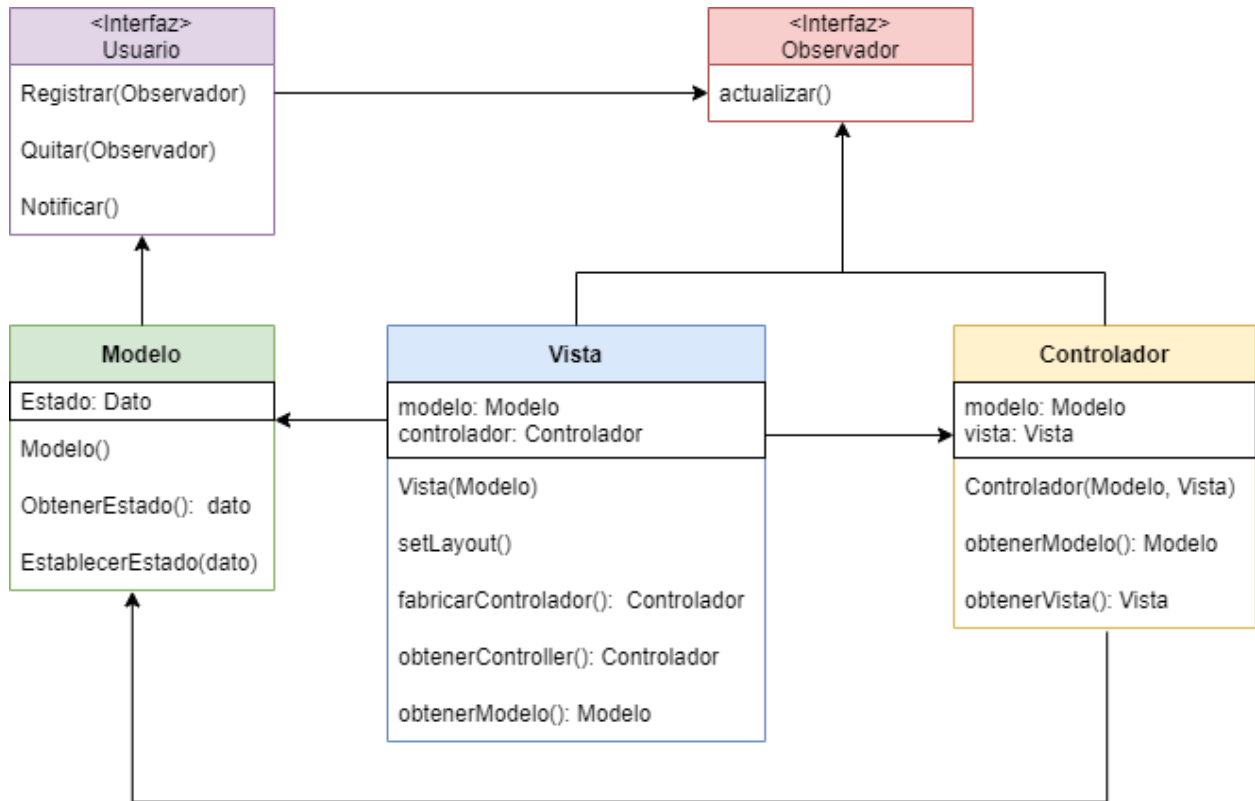 <Interfaz>
Usuario
Registrar(Observador)
Quitar(Observador)
Notificar()
<Interfaz>
Observador
actualizar()
Modelo
Estado: Dato
Modelo()
ObtenerEstado():  dato
EstablecerEstado(dato)
Vista
modelo: Modelo
controlador: Controlador
Vista(Modelo)
setLayout()
fabricarControlador():  Controlador
obtenerController(): Controlador
obtenerModelo(): Modelo
Controlador
modelo: Modelo
vista: Vista
Controlador(Modelo, Vista)
obtenerModelo(): Modelo
obtenerVista(): Vista